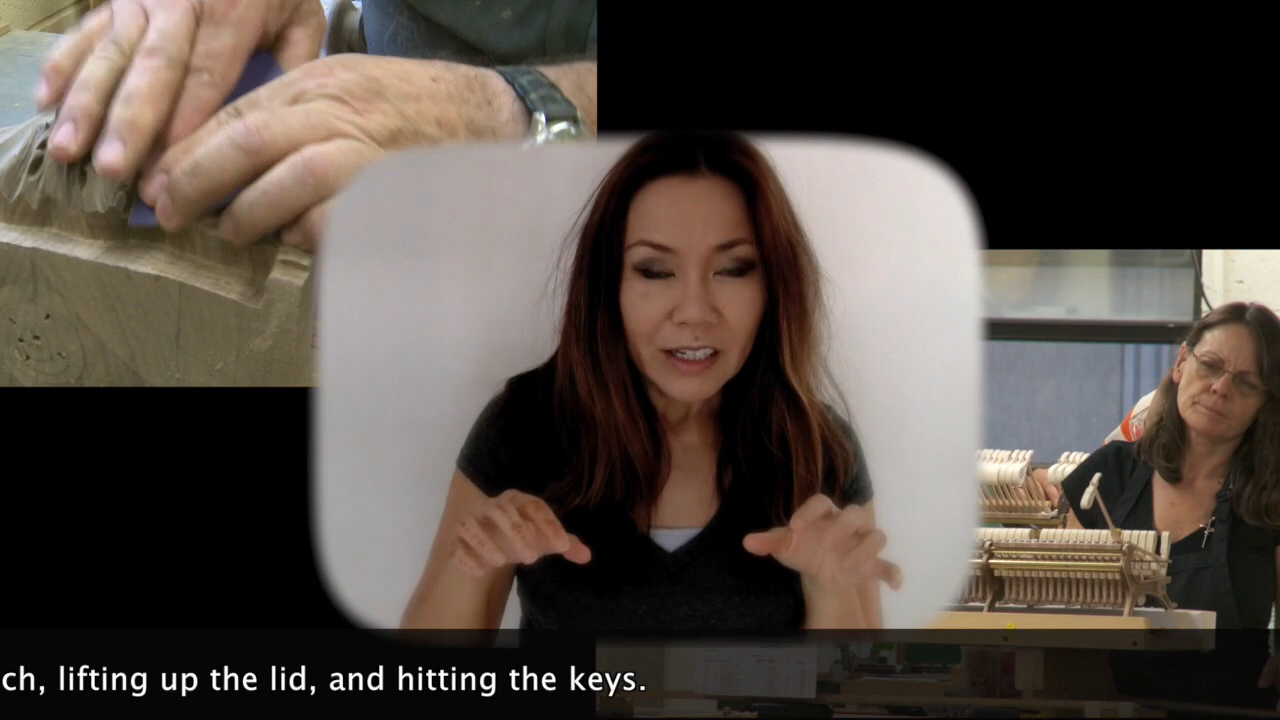 ch, lifting up the lid, and hitting the keys.